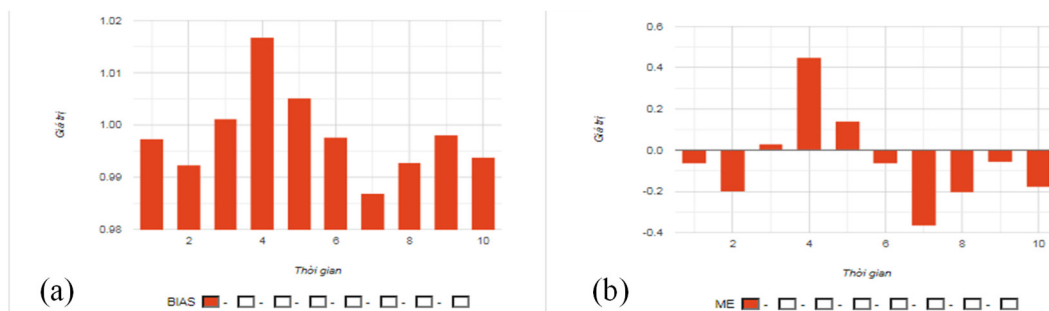 1.02
1.01
1.00
0.99
0.98
Giá trị
2 4 6 8 10
Thời gian
(a)
BIAS - - - - - - -
0.6
0.4
0.2
0.0
-0.2
-0.4
Giá trị
2 4 6 8 10
Thời gian
(b)
ME - - - - - - -